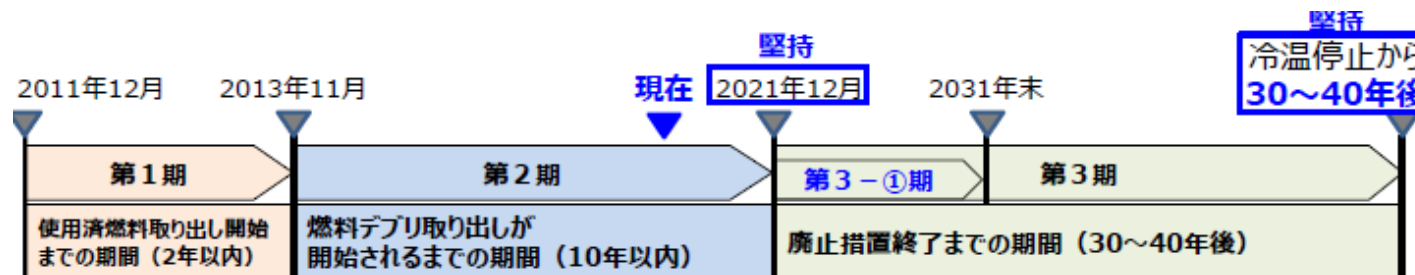 堅持
堅持
冷温停止から
30～40年後
2011年12月
2013年11月
現在
2021年12月
2031年末
第１期
第２期
第３－①期
第３期
使用済燃料取り出し開始
までの期間（2年以内）
燃料デブリ取り出しが
開始されるまでの期間（10年以内）
廃止措置終了までの期間（30～40年後）